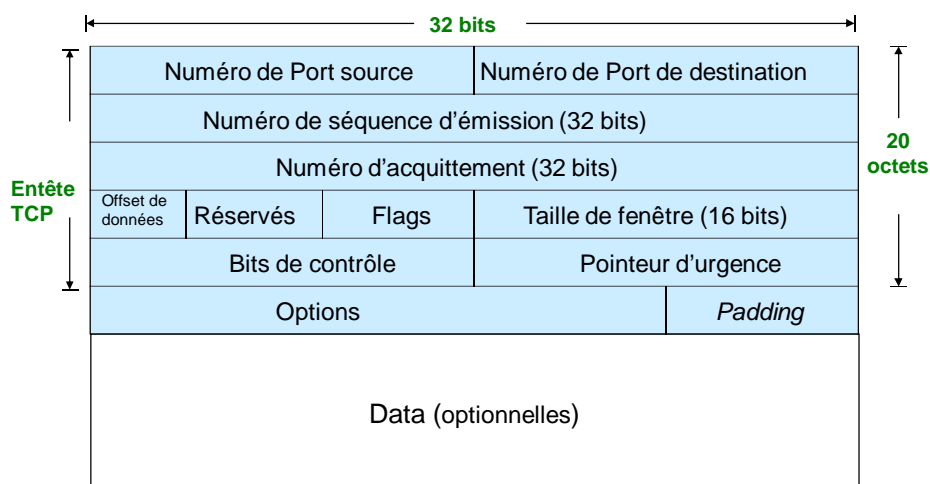 32 bits
Numéro de Port source
Numéro de Port de destination
Numéro de séquence d’émission (32 bits)
Numéro d’acquittement (32 bits)
20
octets
Entête
TCP
Offset de
données
Réservés
Flags
Taille de fenêtre (16 bits)
Bits de contrôle
Pointeur d’urgence
Options
Padding
Data (optionnelles)